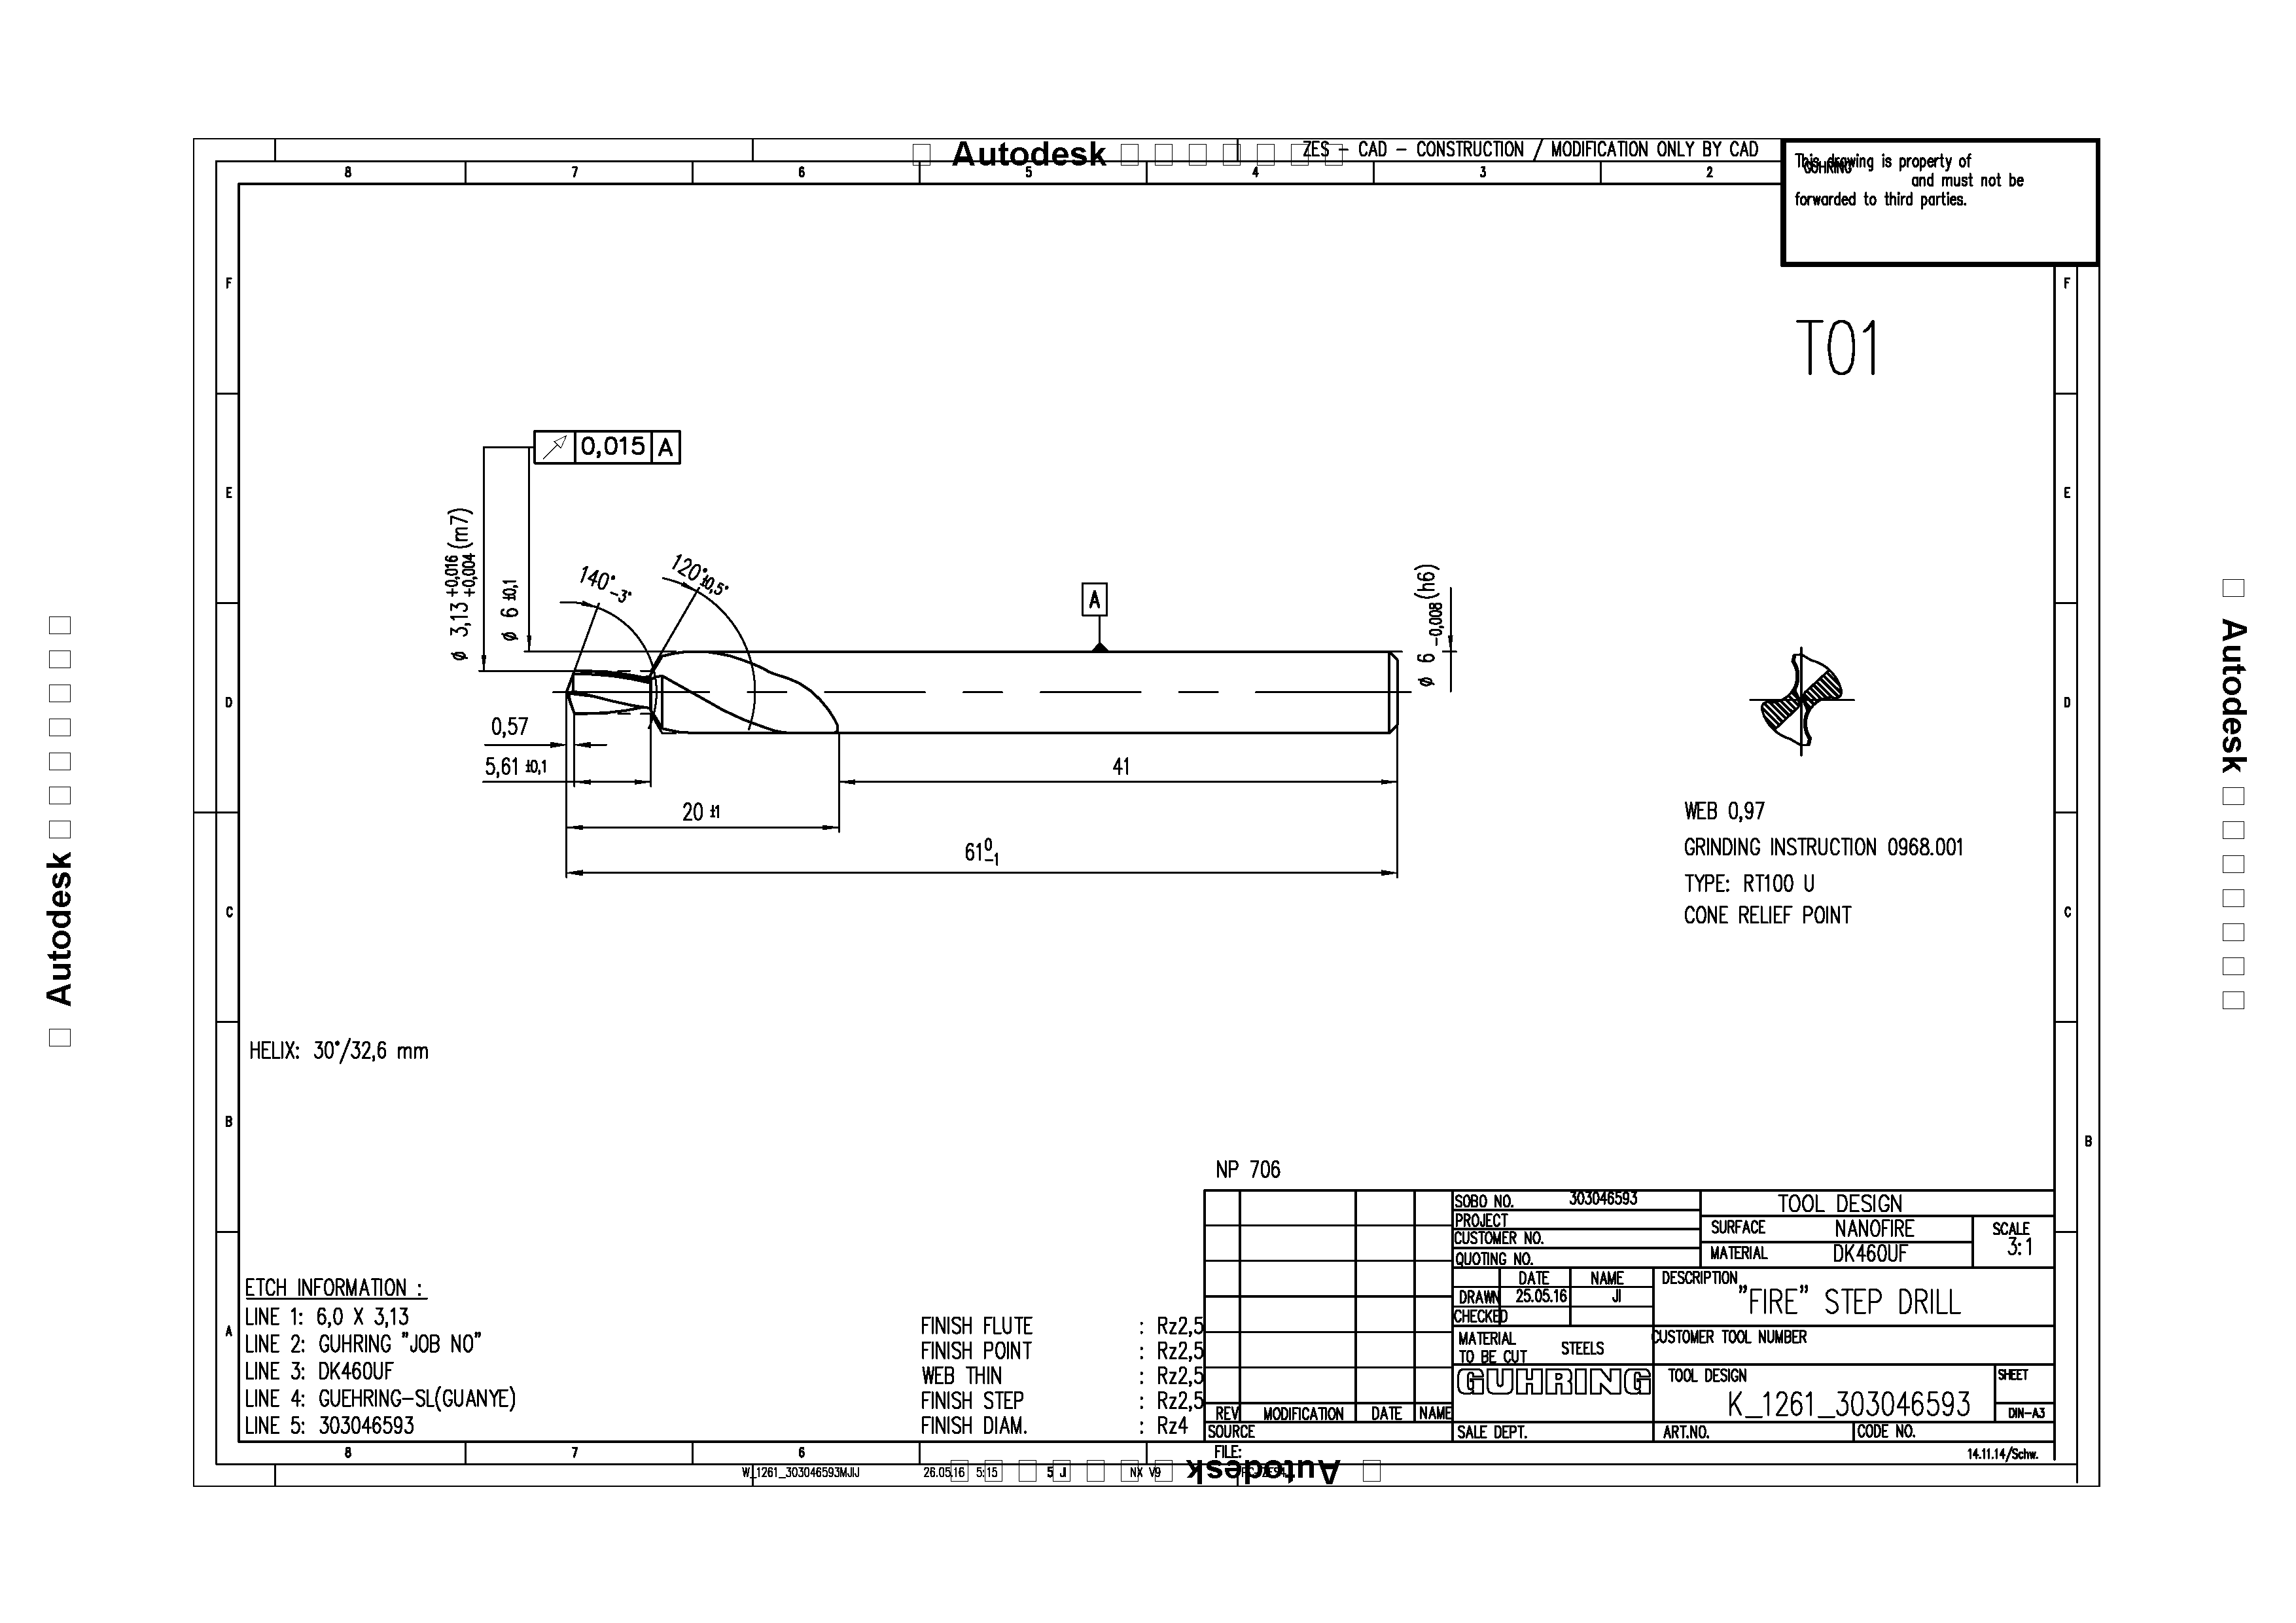 Autodesk
ZES - CAD - CONSTRUCTION / MODIFICATION ONLY BY CAD
This drawing is property of
GUHRING
and must not be
forwarded to third parties.
8 7 6 5 4 3 2
F F
T01
0,015 A
E E
ø 3,13 +0,016 +0,004 (m7)
ø 6 ±0,1
140° -3°
120° ±0,5°
A
ø 6 -0,008 (h6)
D D
0,57
5,61 ±0,1
41
20 ±1
61 0 -1
WEB 0,97
GRINDING INSTRUCTION 0968.001
TYPE: RT100 U
CONE RELIEF POINT
Autodesk
Autodesk
C C
HELIX: 30°/32,6 mm
B B
NP 706
ETCH INFORMATION :
LINE 1: 6,0 X 3,13
LINE 2: GUHRING "JOB NO"
LINE 3: DK460UF
LINE 4: GUEHRING-SL(GUANYE)
LINE 5: 303046593
A
FINISH FLUTE : Rz2,5
FINISH POINT : Rz2,5
WEB THIN : Rz2,5
FINISH STEP : Rz2,5
FINISH DIAM. : Rz4
SOBO NO. 303046593
PROJECT
CUSTOMER NO.
QUOTING NO.
TOOL DESIGN
SURFACE NANOFIRE
MATERIAL DK460UF
SCALE
3:1
DATE NAME
DRAWN 25.05.16 JI
CHECKED
DESCRIPTION
"FIRE" STEP DRILL
MATERIAL
TO BE CUT
STEELS
CUSTOMER TOOL NUMBER
GUHRING
TOOL DESIGN
K_1261_303046593
SHEET
DIN-A3
REV MODIFICATION DATE NAME
SOURCE
SALE DEPT.
ART.NO.
CODE NO.
8 7 6
FILE:
14.11.14/Schw.
W_1261_303046593MJIJ 26.05.16 5:15 5 JI NX V9
Autodesk